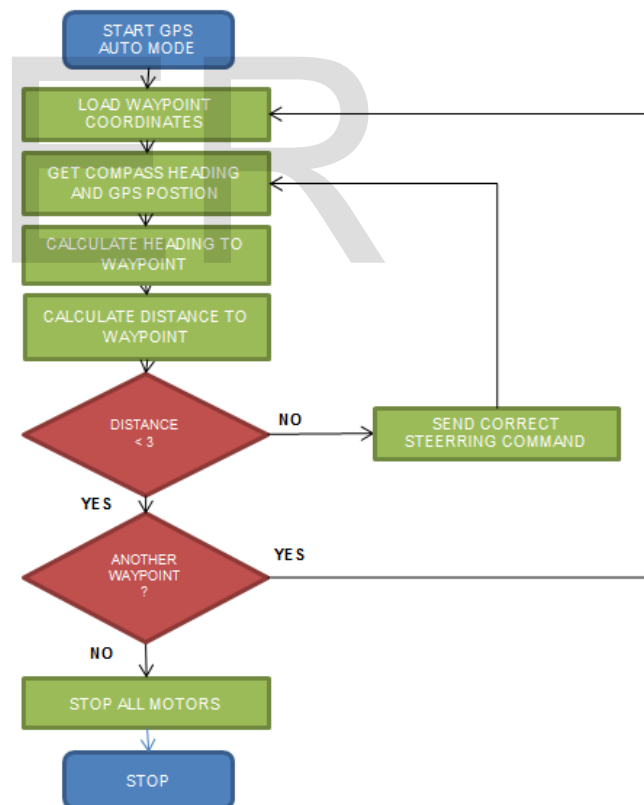 START GPS
AUTO MODE
LOAD WAYPOINT
COORDINATES
GET COMPASS HEADING
AND GPS POSTION
CALCULATE HEADING TO
WAYPOINT
CALCULATE DISTANCE TO
WAYPOINT
DISTANCE
< 3
NO
SEND CORRECT
STEERRING COMMAND
YES
ANOTHER
WAYPOINT
?
YES
NO
STOP ALL MOTORS
STOP
ER